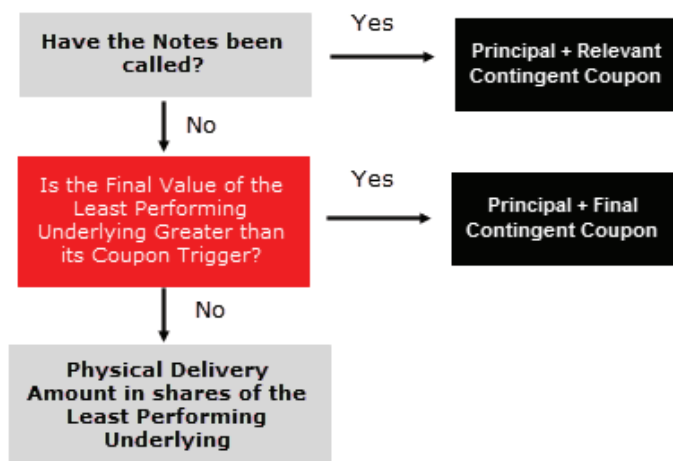 Have the Notes been
called?
Yes
Principal + Relevant
Contingent Coupon
No
Is the Final Value of the
Least Performing
Underlying Greater than
its Coupon Trigger?
Yes
Principal + Final
Contingent Coupon
No
Physical Delivery
Amount in shares of the
Least Performing
Underlying